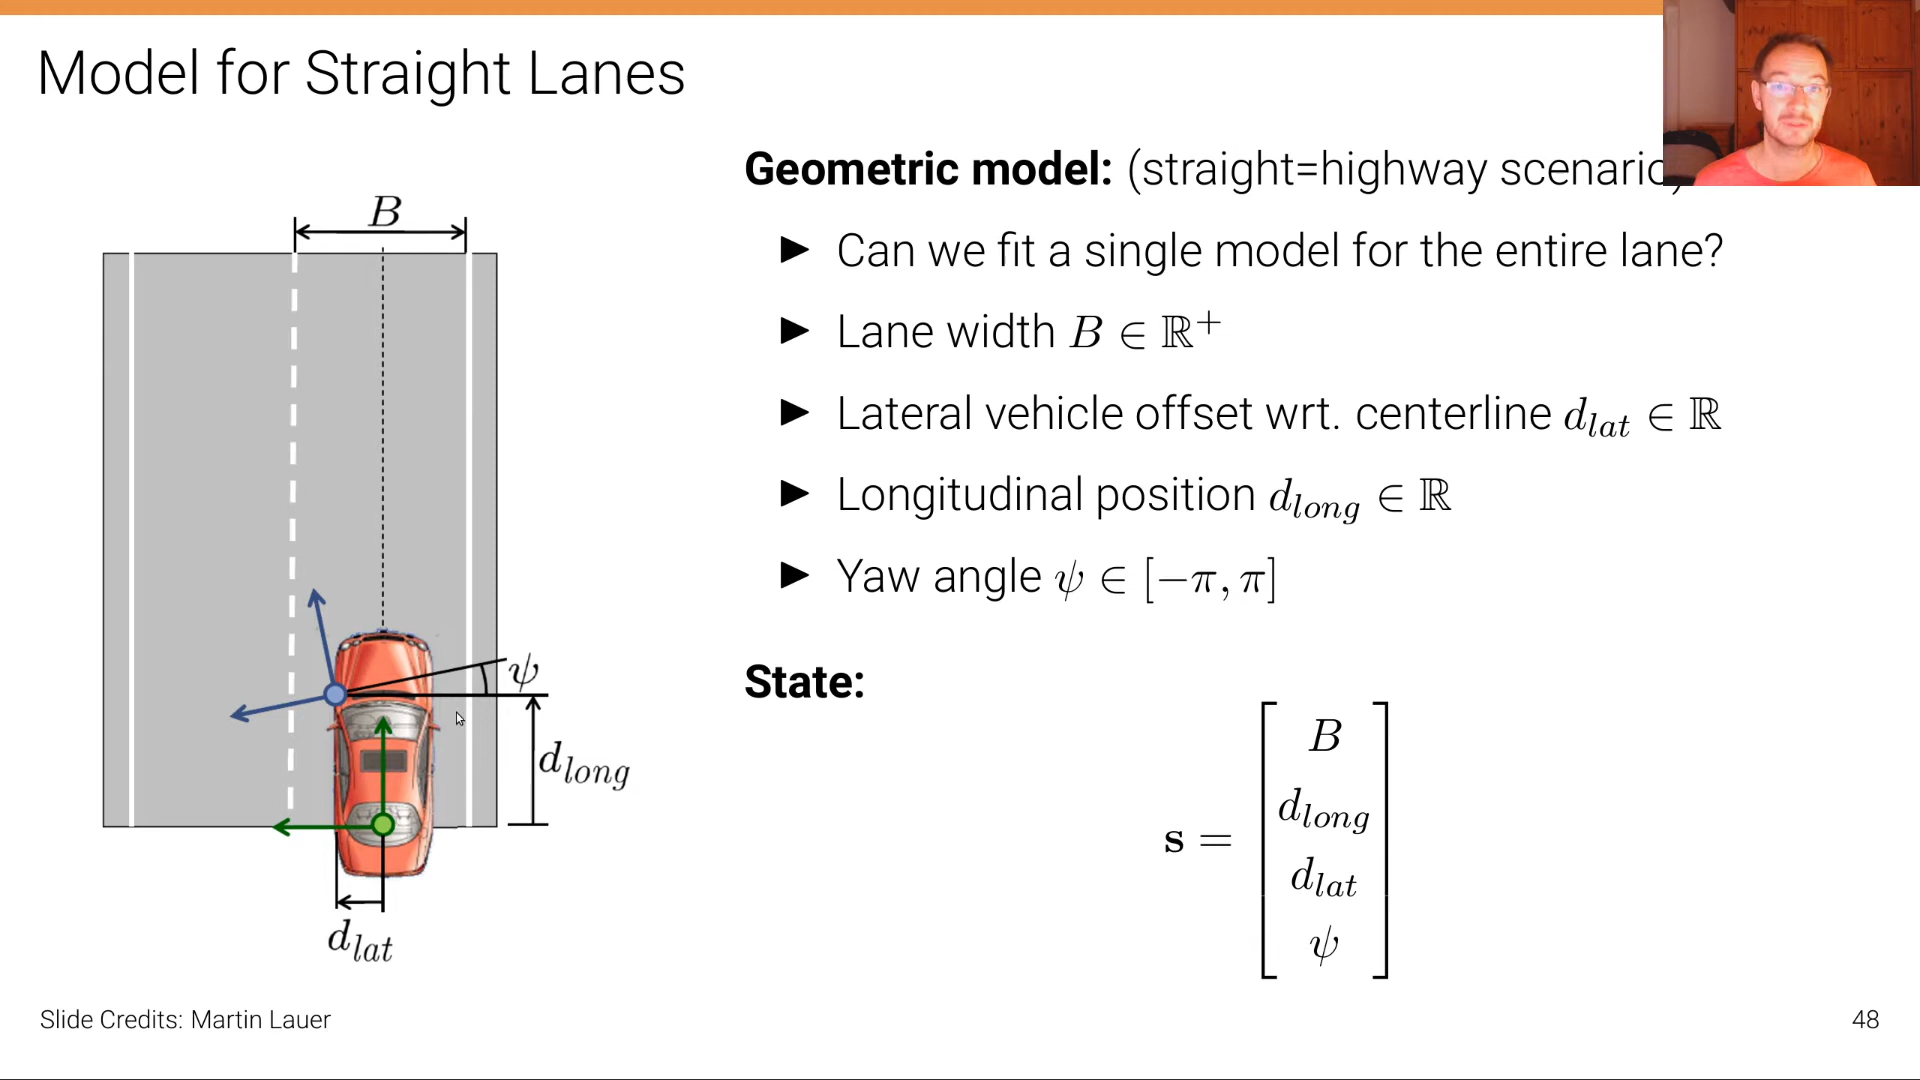 Model for Straight Lanes
Geometric model: (straight=highway scenario)
► Can we fit a single model for the entire lane?
► Lane width B ∈ ℝ⁺
► Lateral vehicle offset wrt. centerline d_lat ∈ ℝ
► Longitudinal position d_long ∈ ℝ
► Yaw angle ψ ∈ [−π, π]
State:
s = [B
d_long
d_lat
ψ]
B
ψ
d_long
d_lat
Slide Credits: Martin Lauer
48